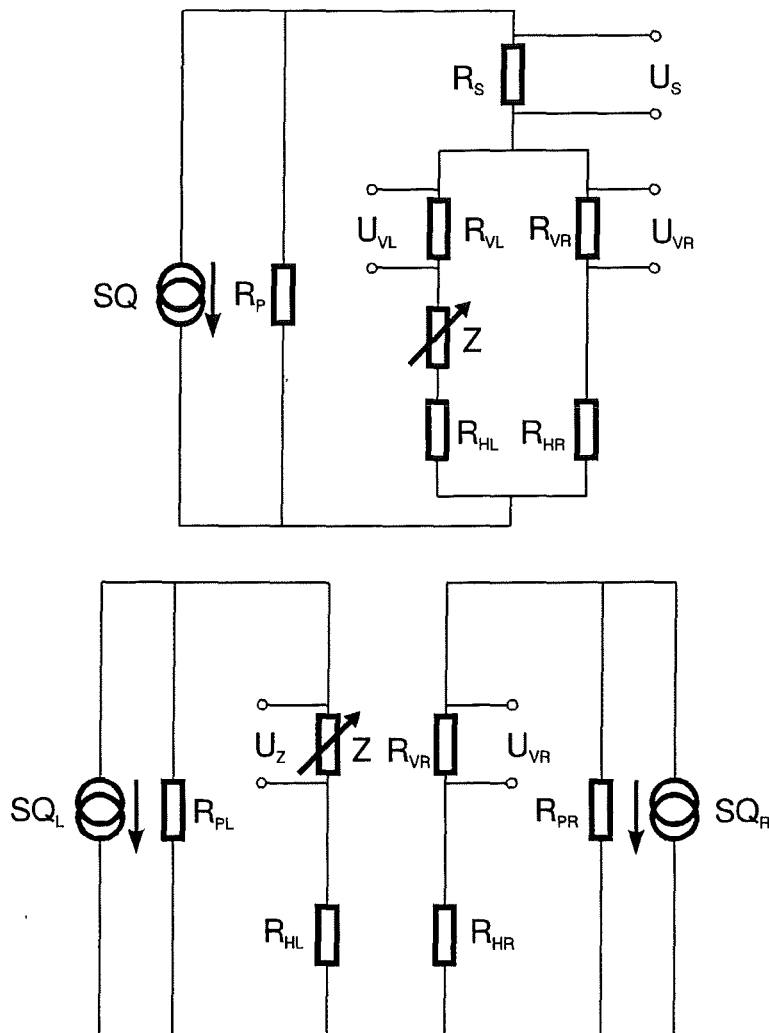 R_S U_S
U_VL R_VL R_VR U_VR
SQ R_P
Z
R_HL R_HR
U_Z Z R_VR U_VR
SQ_L R_PL R_PR SQ_R
R_HL R_HR